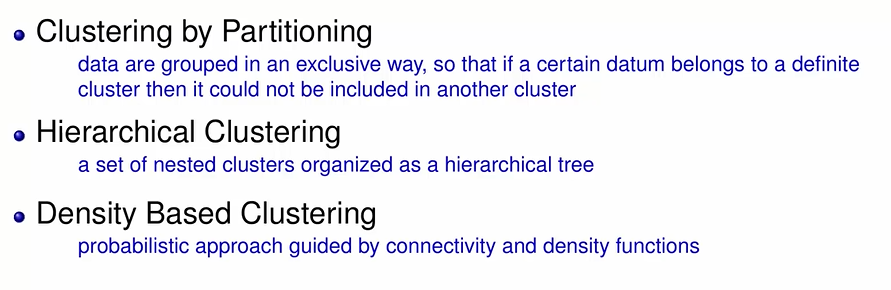 Clustering by Partitioning
data are grouped in an exclusive way, so that if a certain datum belongs to a definite
cluster then it could not be included in another cluster
Hierarchical Clustering
a set of nested clusters organized as a hierarchical tree
Density Based Clustering
probabilistic approach guided by connectivity and density functions